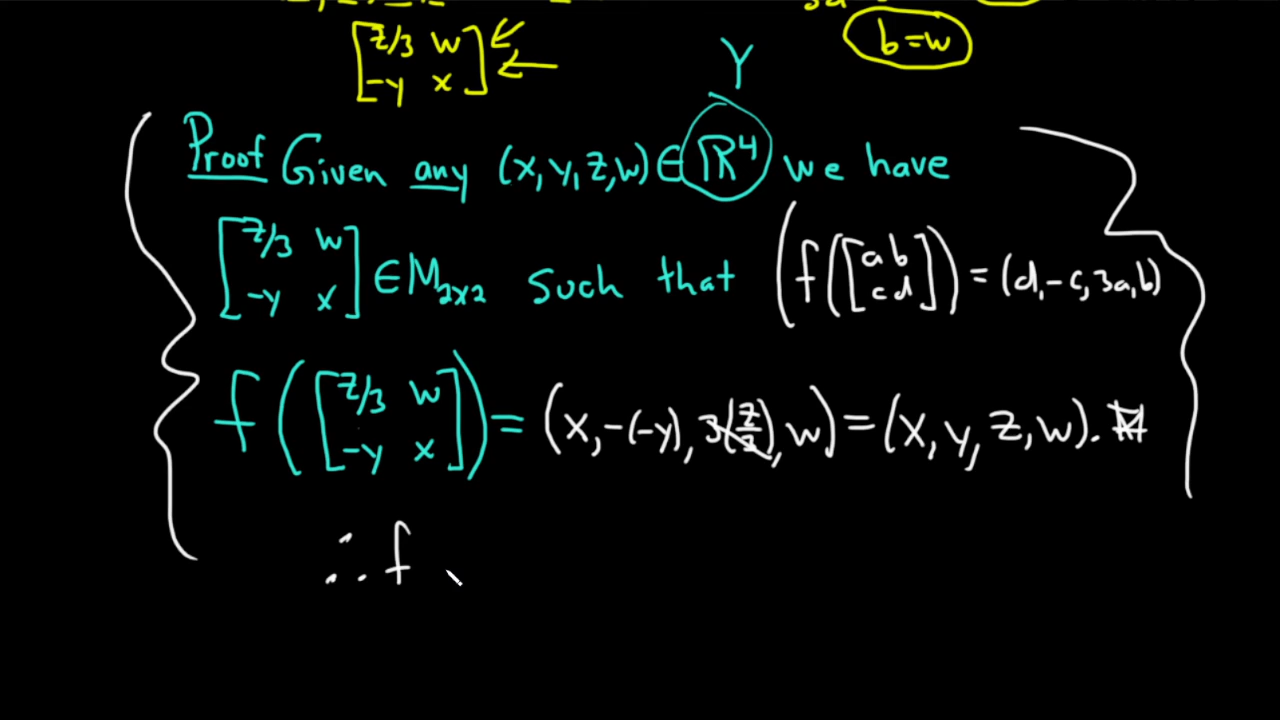 [z/3 w
-y x]
b=w
Y
Proof Given any (x,y,z,w)∈ℝ⁴ we have
[z/3 w
-y x] ∈M₂ₓ₂ such that (f([a b
c d])=(d,-c,3a,b)
f([z/3 w
-y x])=(x,-(-y),3(z/3),w)=(x,y,z,w).
∴ f